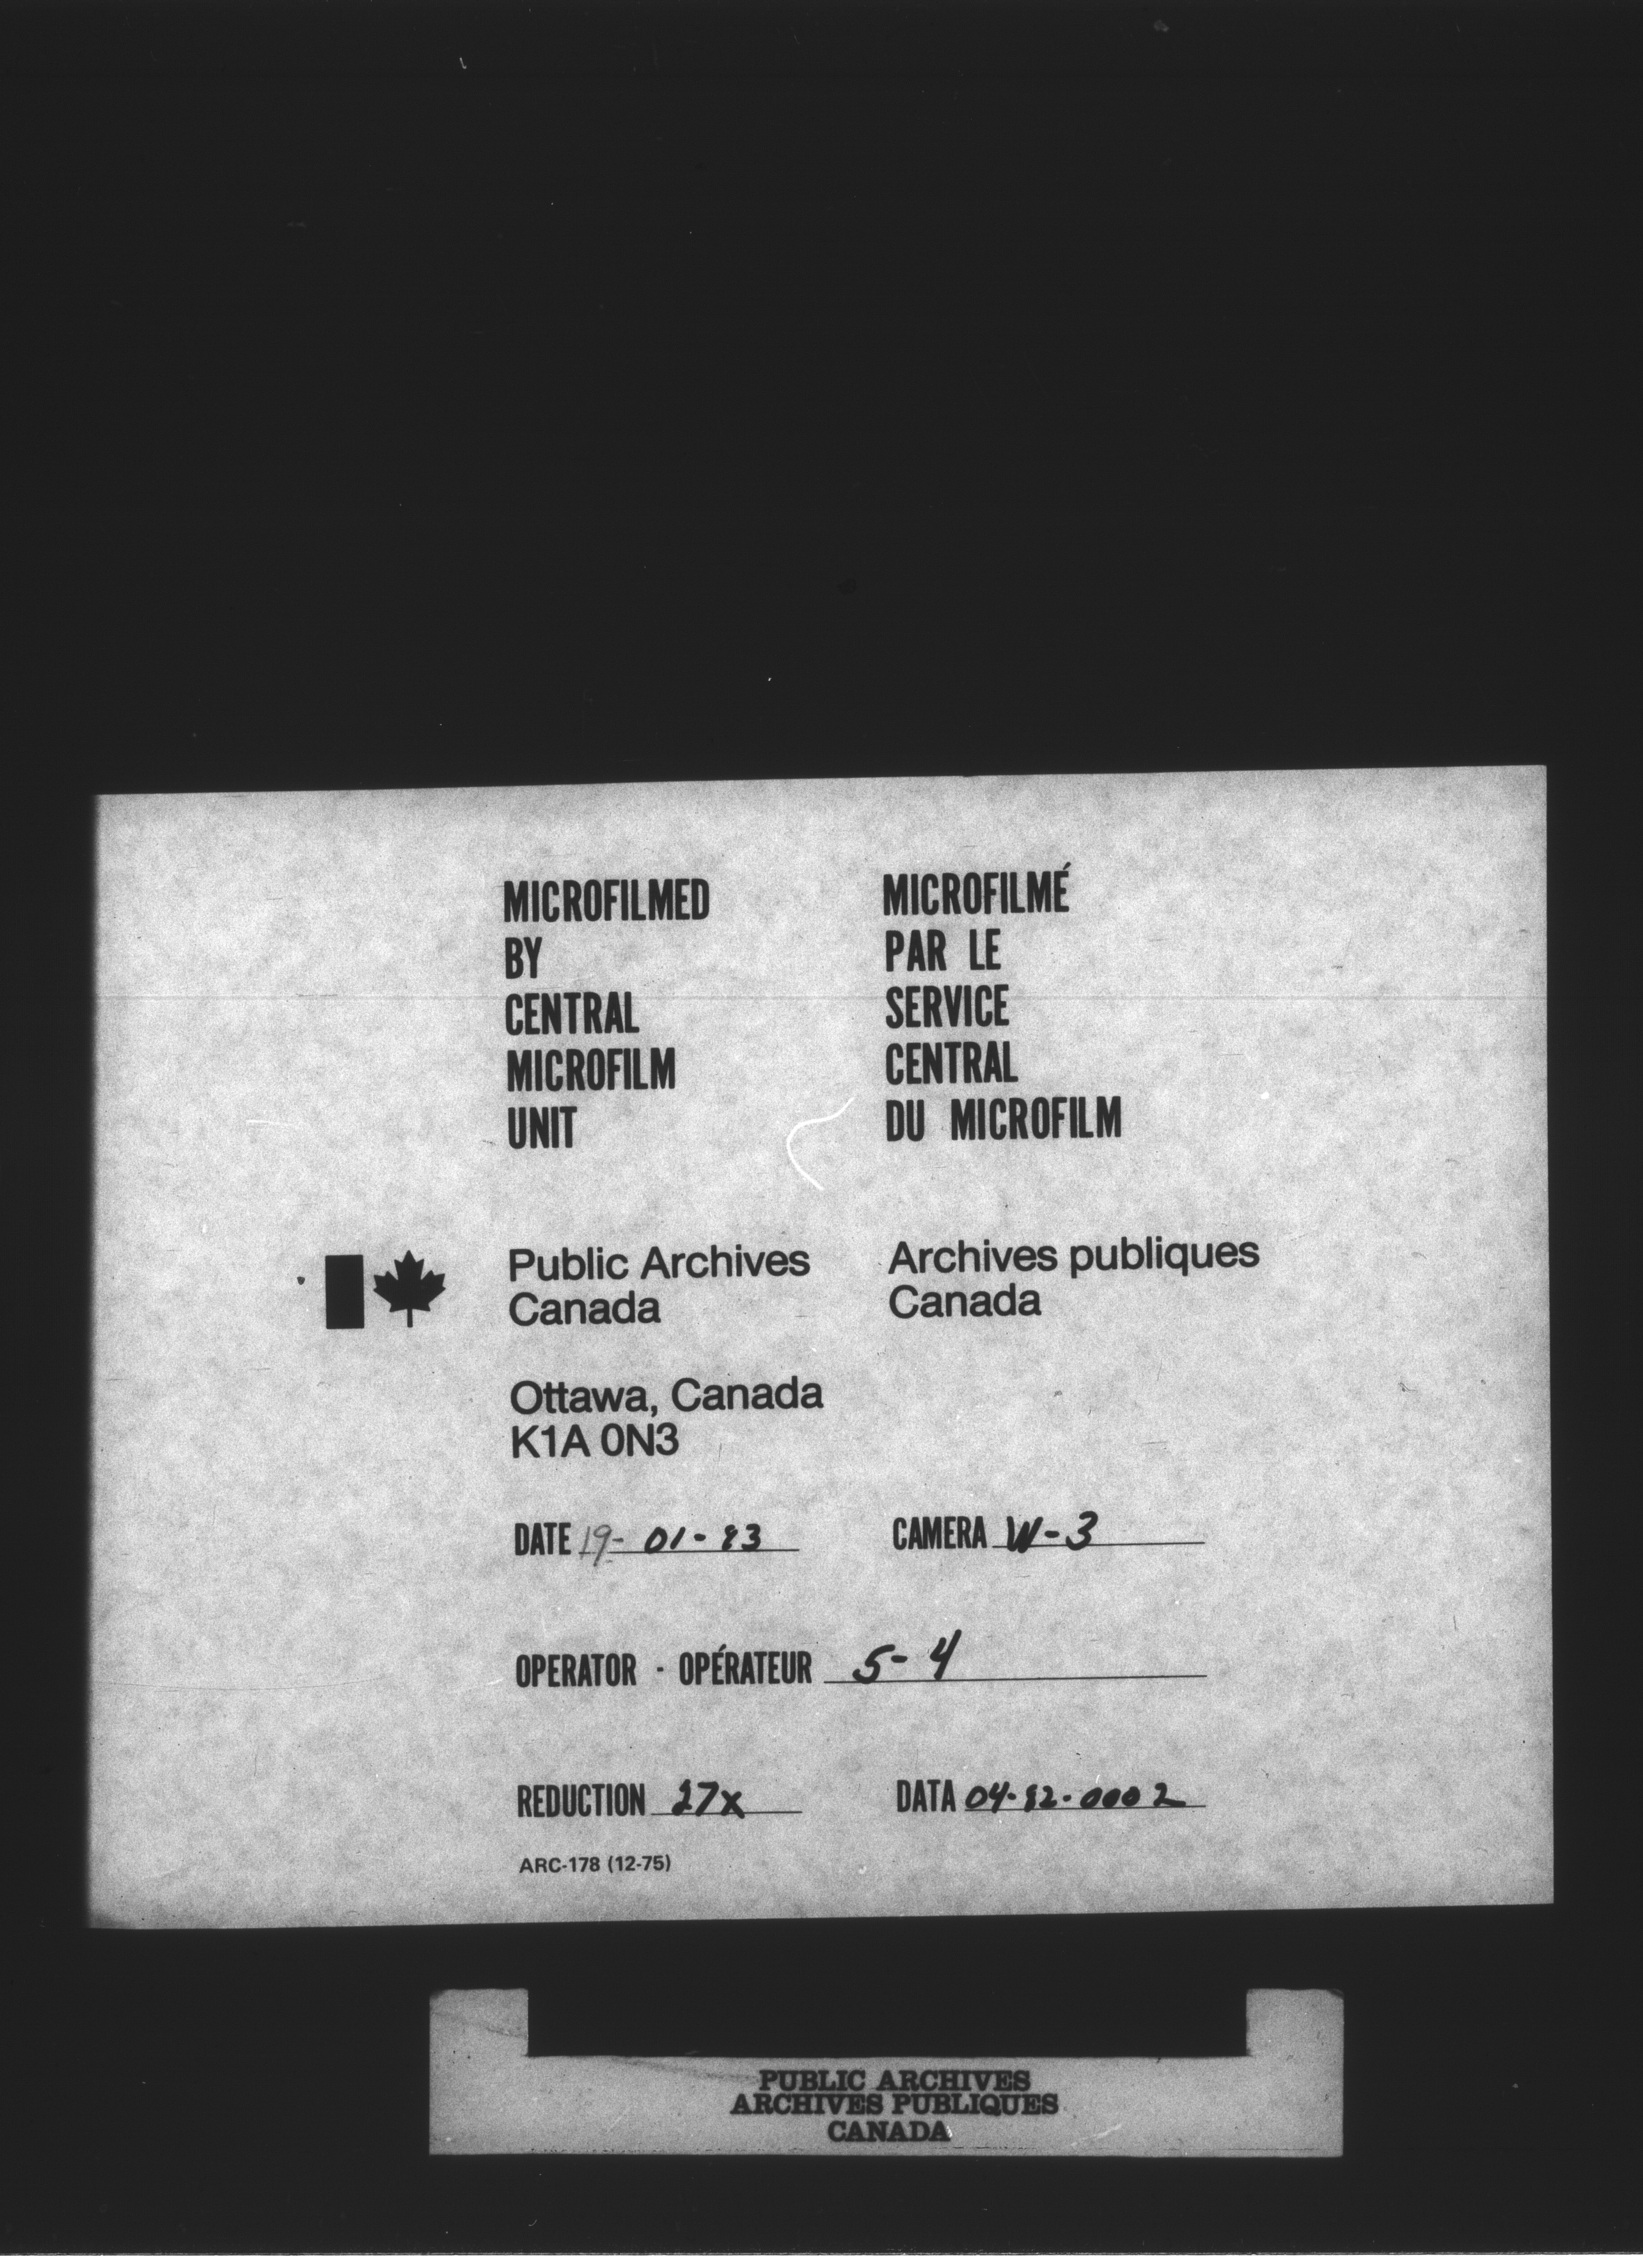 MICROFILMED
BY
CENTRAL
MICROFILM
UNIT
MICROFILMÉ
PAR LE
SERVICE
CENTRAL
DU MICROFILM
Public Archives
Canada
Archives publiques
Canada
Ottawa, Canada
K1A 0N3
DATE 19-01-83
CAMERA W-3
OPERATOR - OPÉRATEUR S-4
REDUCTION 27x
DATA 04-82-0002
ARC-178 (12-75)
PUBLIC ARCHIVES
ARCHIVES PUBLIQUES
CANADA